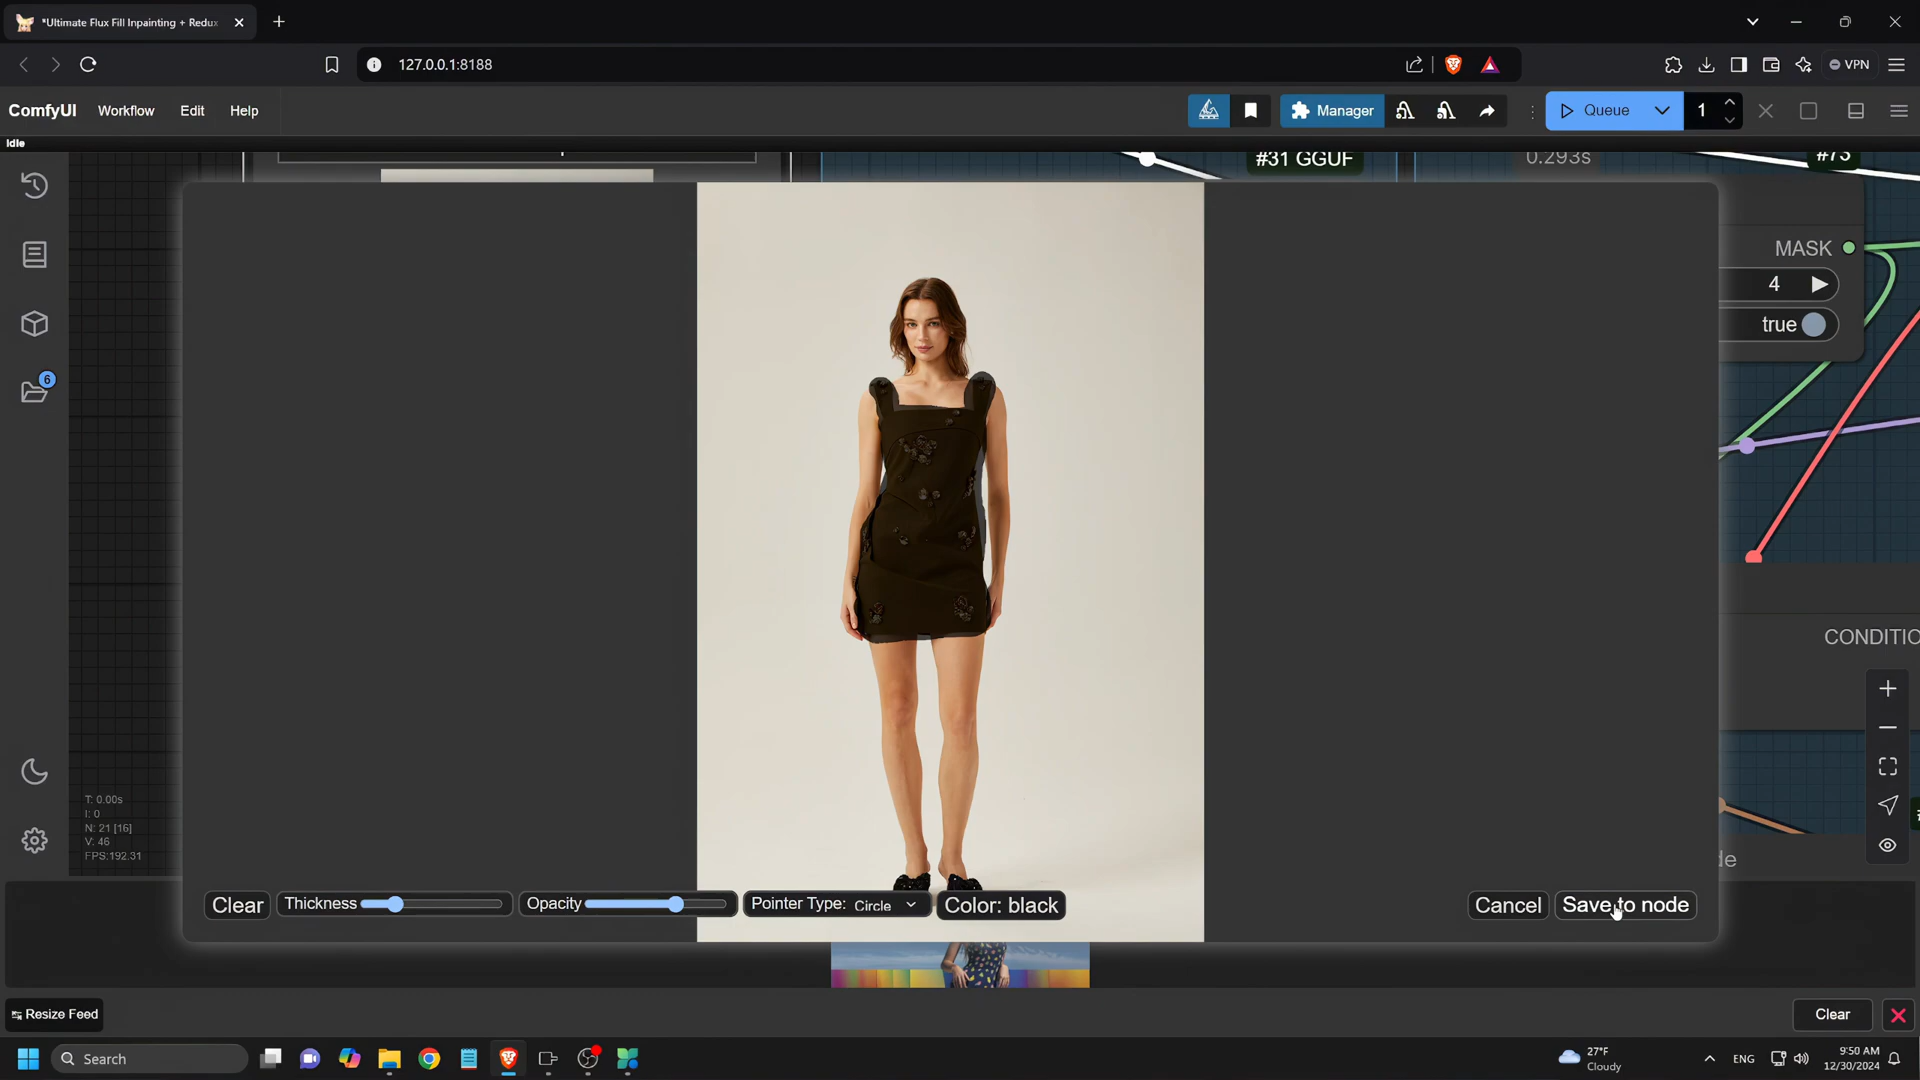 *Ultimate Flux Fill Inpainting + Redux
127.0.0.1:8188
VPN
ComfyUI Workflow Edit Help
Manager
Queue
1
Idle
#31 GGUF
0.293s
#73
MASK
4
true
6
CONDITIO
T: 0.00s
I: 0
N: 21 [16]
V: 46
FPS:192.31
de
Clear Thickness Opacity Pointer Type: Circle Color: black Cancel Save to node
Resize Feed
Clear
Search
27°F
Cloudy
ENG
9:50 AM
12/30/2024